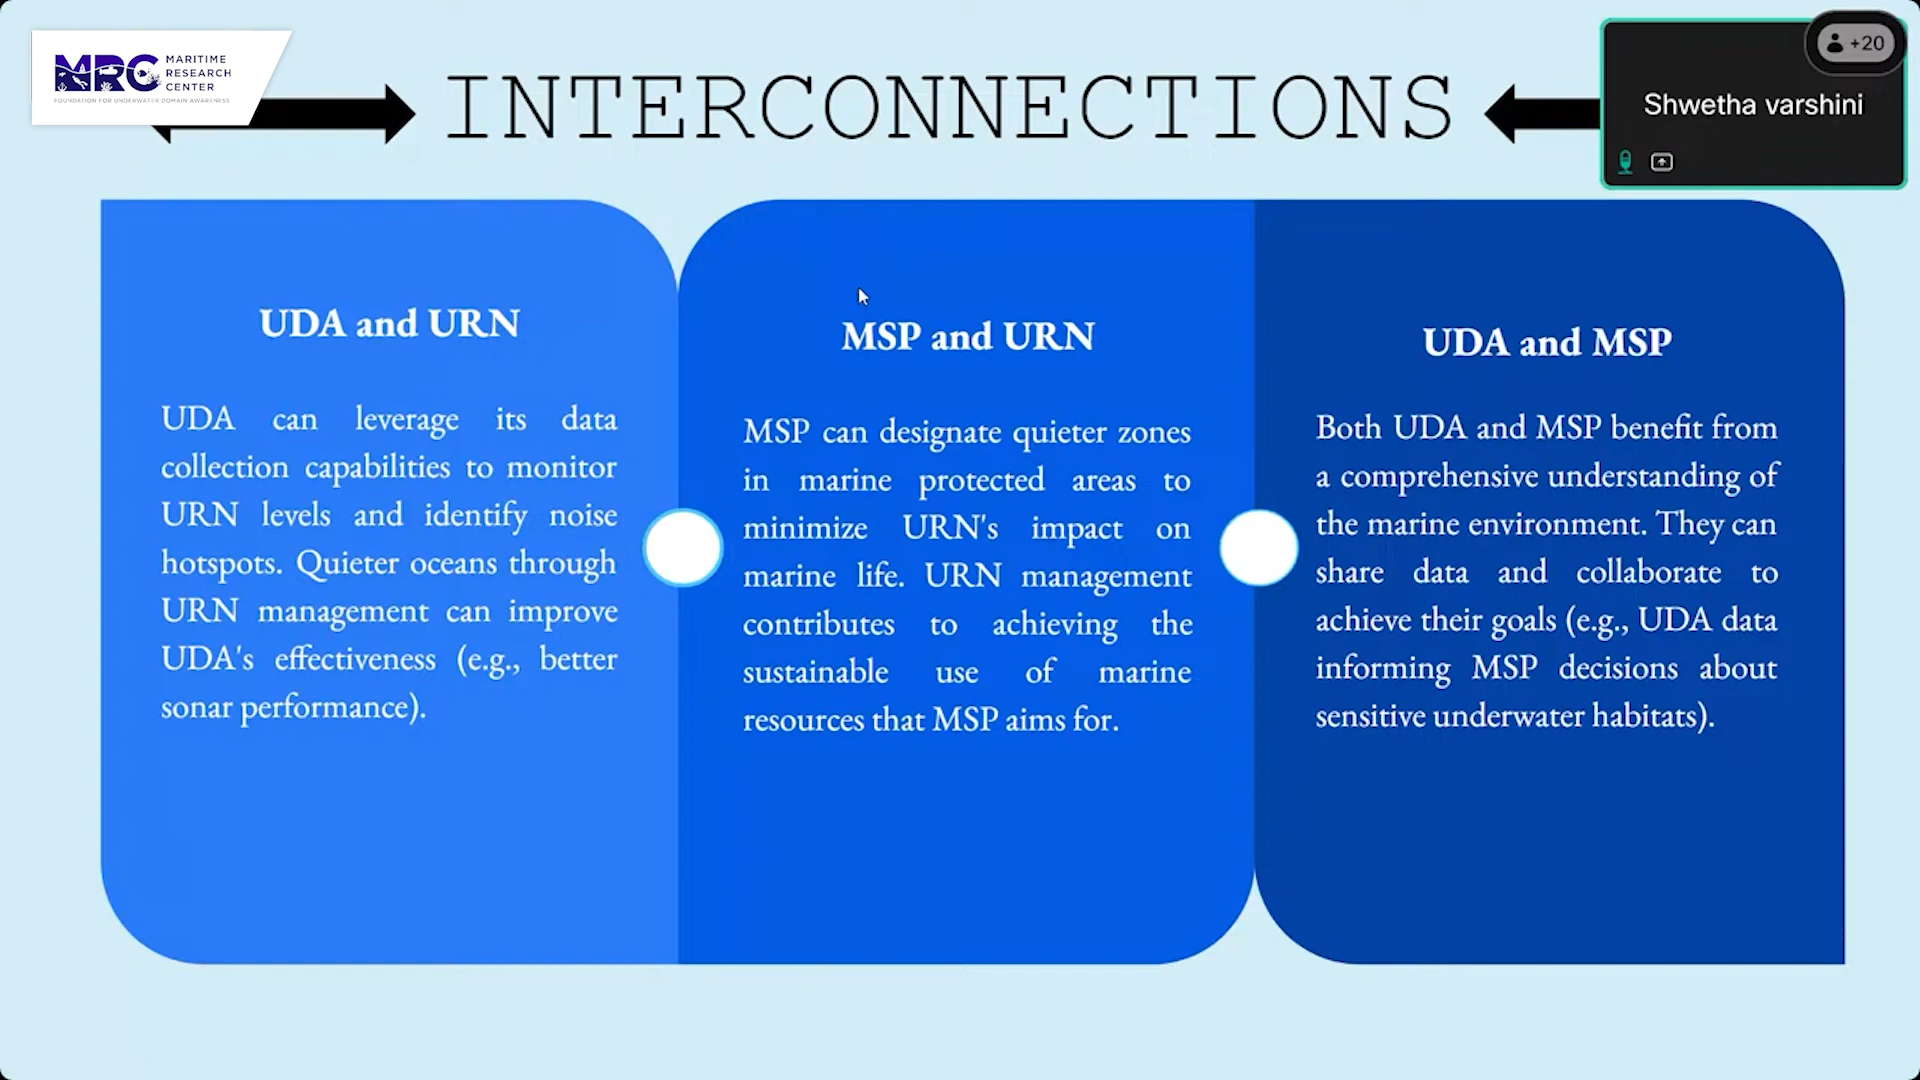 MRC
MARITIME
RESEARCH
CENTER
FOUNDATION FOR UNDERWATER DOMAIN AWARENESS
INTERCONNECTIONS
+20
Shwetha varshini
UDA and URN
UDA can leverage its data
collection capabilities to monitor
URN levels and identify noise
hotspots. Quieter oceans through
URN management can improve
UDA's effectiveness (e.g., better
sonar performance).
MSP and URN
MSP can designate quieter zones
in marine protected areas to
minimize URN's impact on
marine life. URN management
contributes to achieving the
sustainable use of marine
resources that MSP aims for.
UDA and MSP
Both UDA and MSP benefit from
a comprehensive understanding of
the marine environment. They can
share data and collaborate to
achieve their goals (e.g., UDA data
informing MSP decisions about
sensitive underwater habitats).